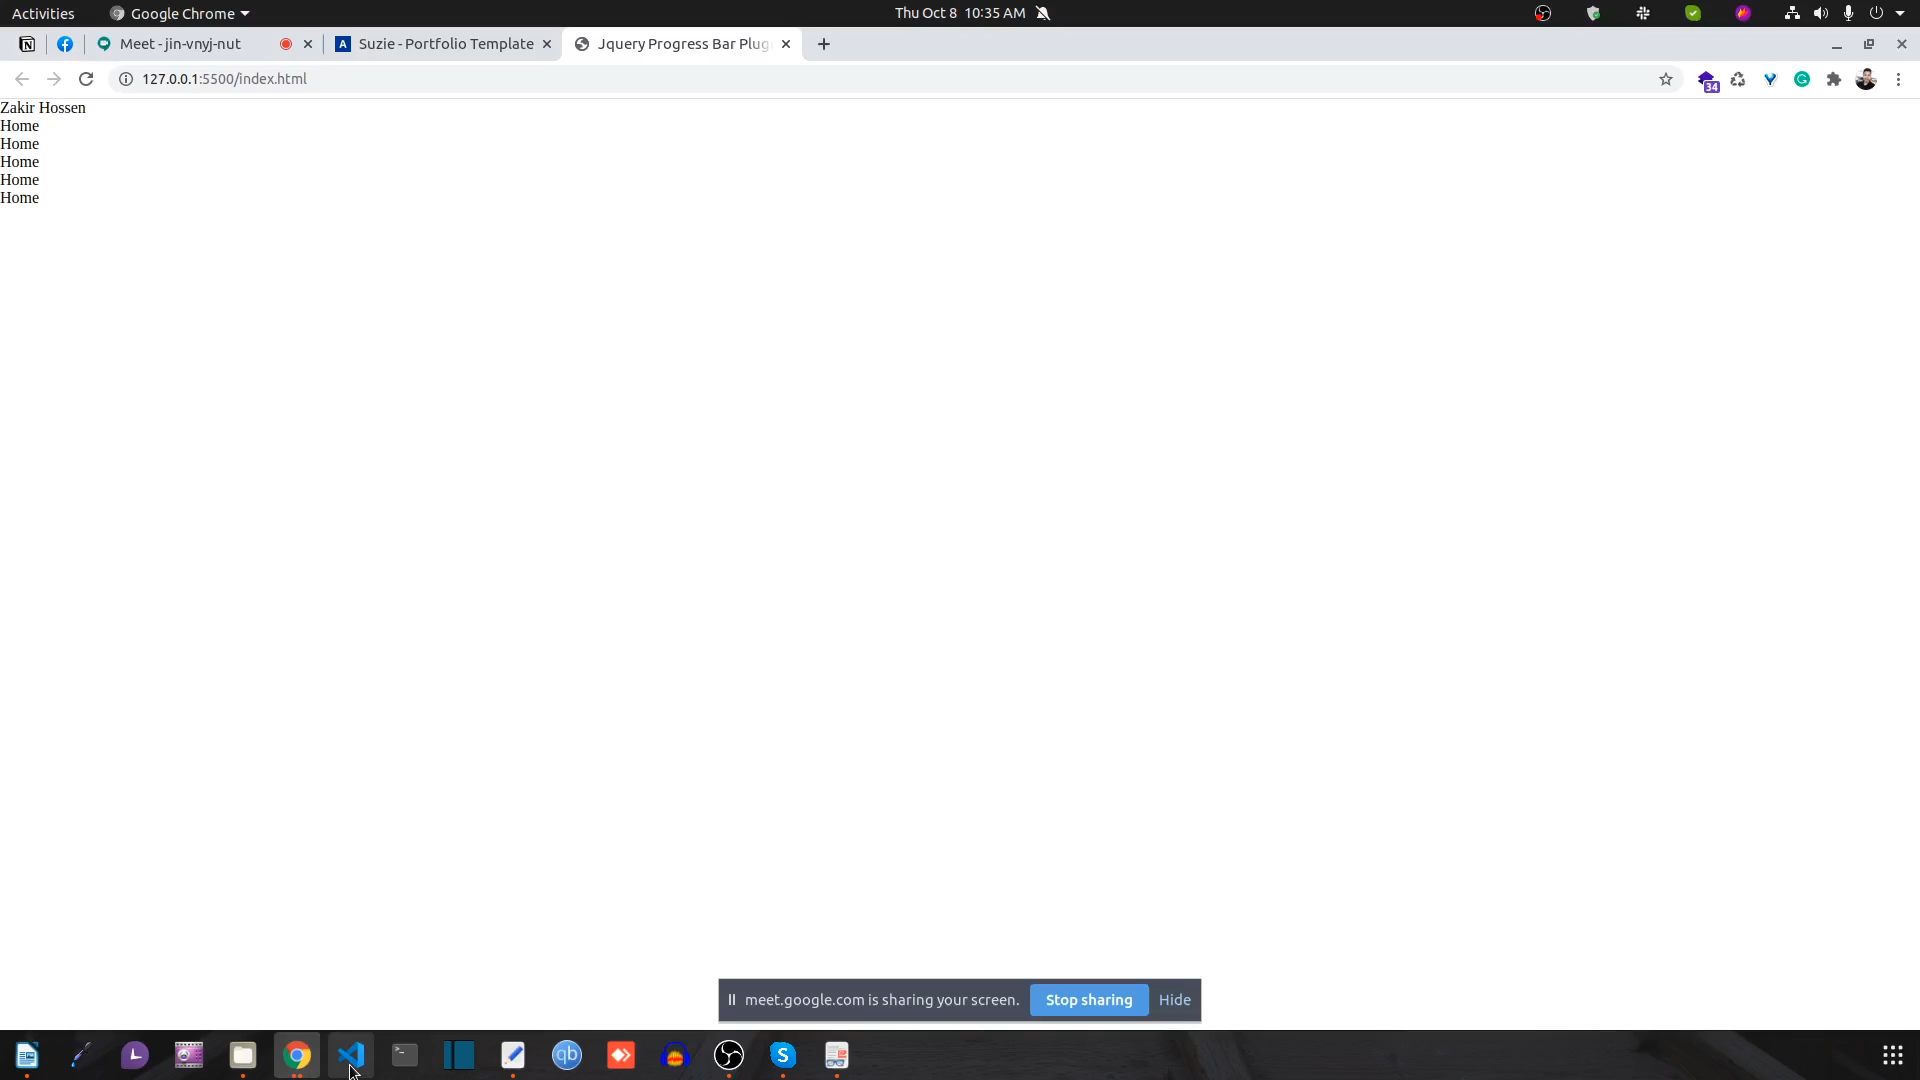 Activities
Google Chrome
Thu Oct 8 10:35 AM
Meet - jin-vnyj-nut
Suzie - Portfolio Template
Jquery Progress Bar Plug
127.0.0.1:5500/index.html
34
Zakir Hossen
Home
Home
Home
Home
Home
meet.google.com is sharing your screen.
Stop sharing
Hide
qb